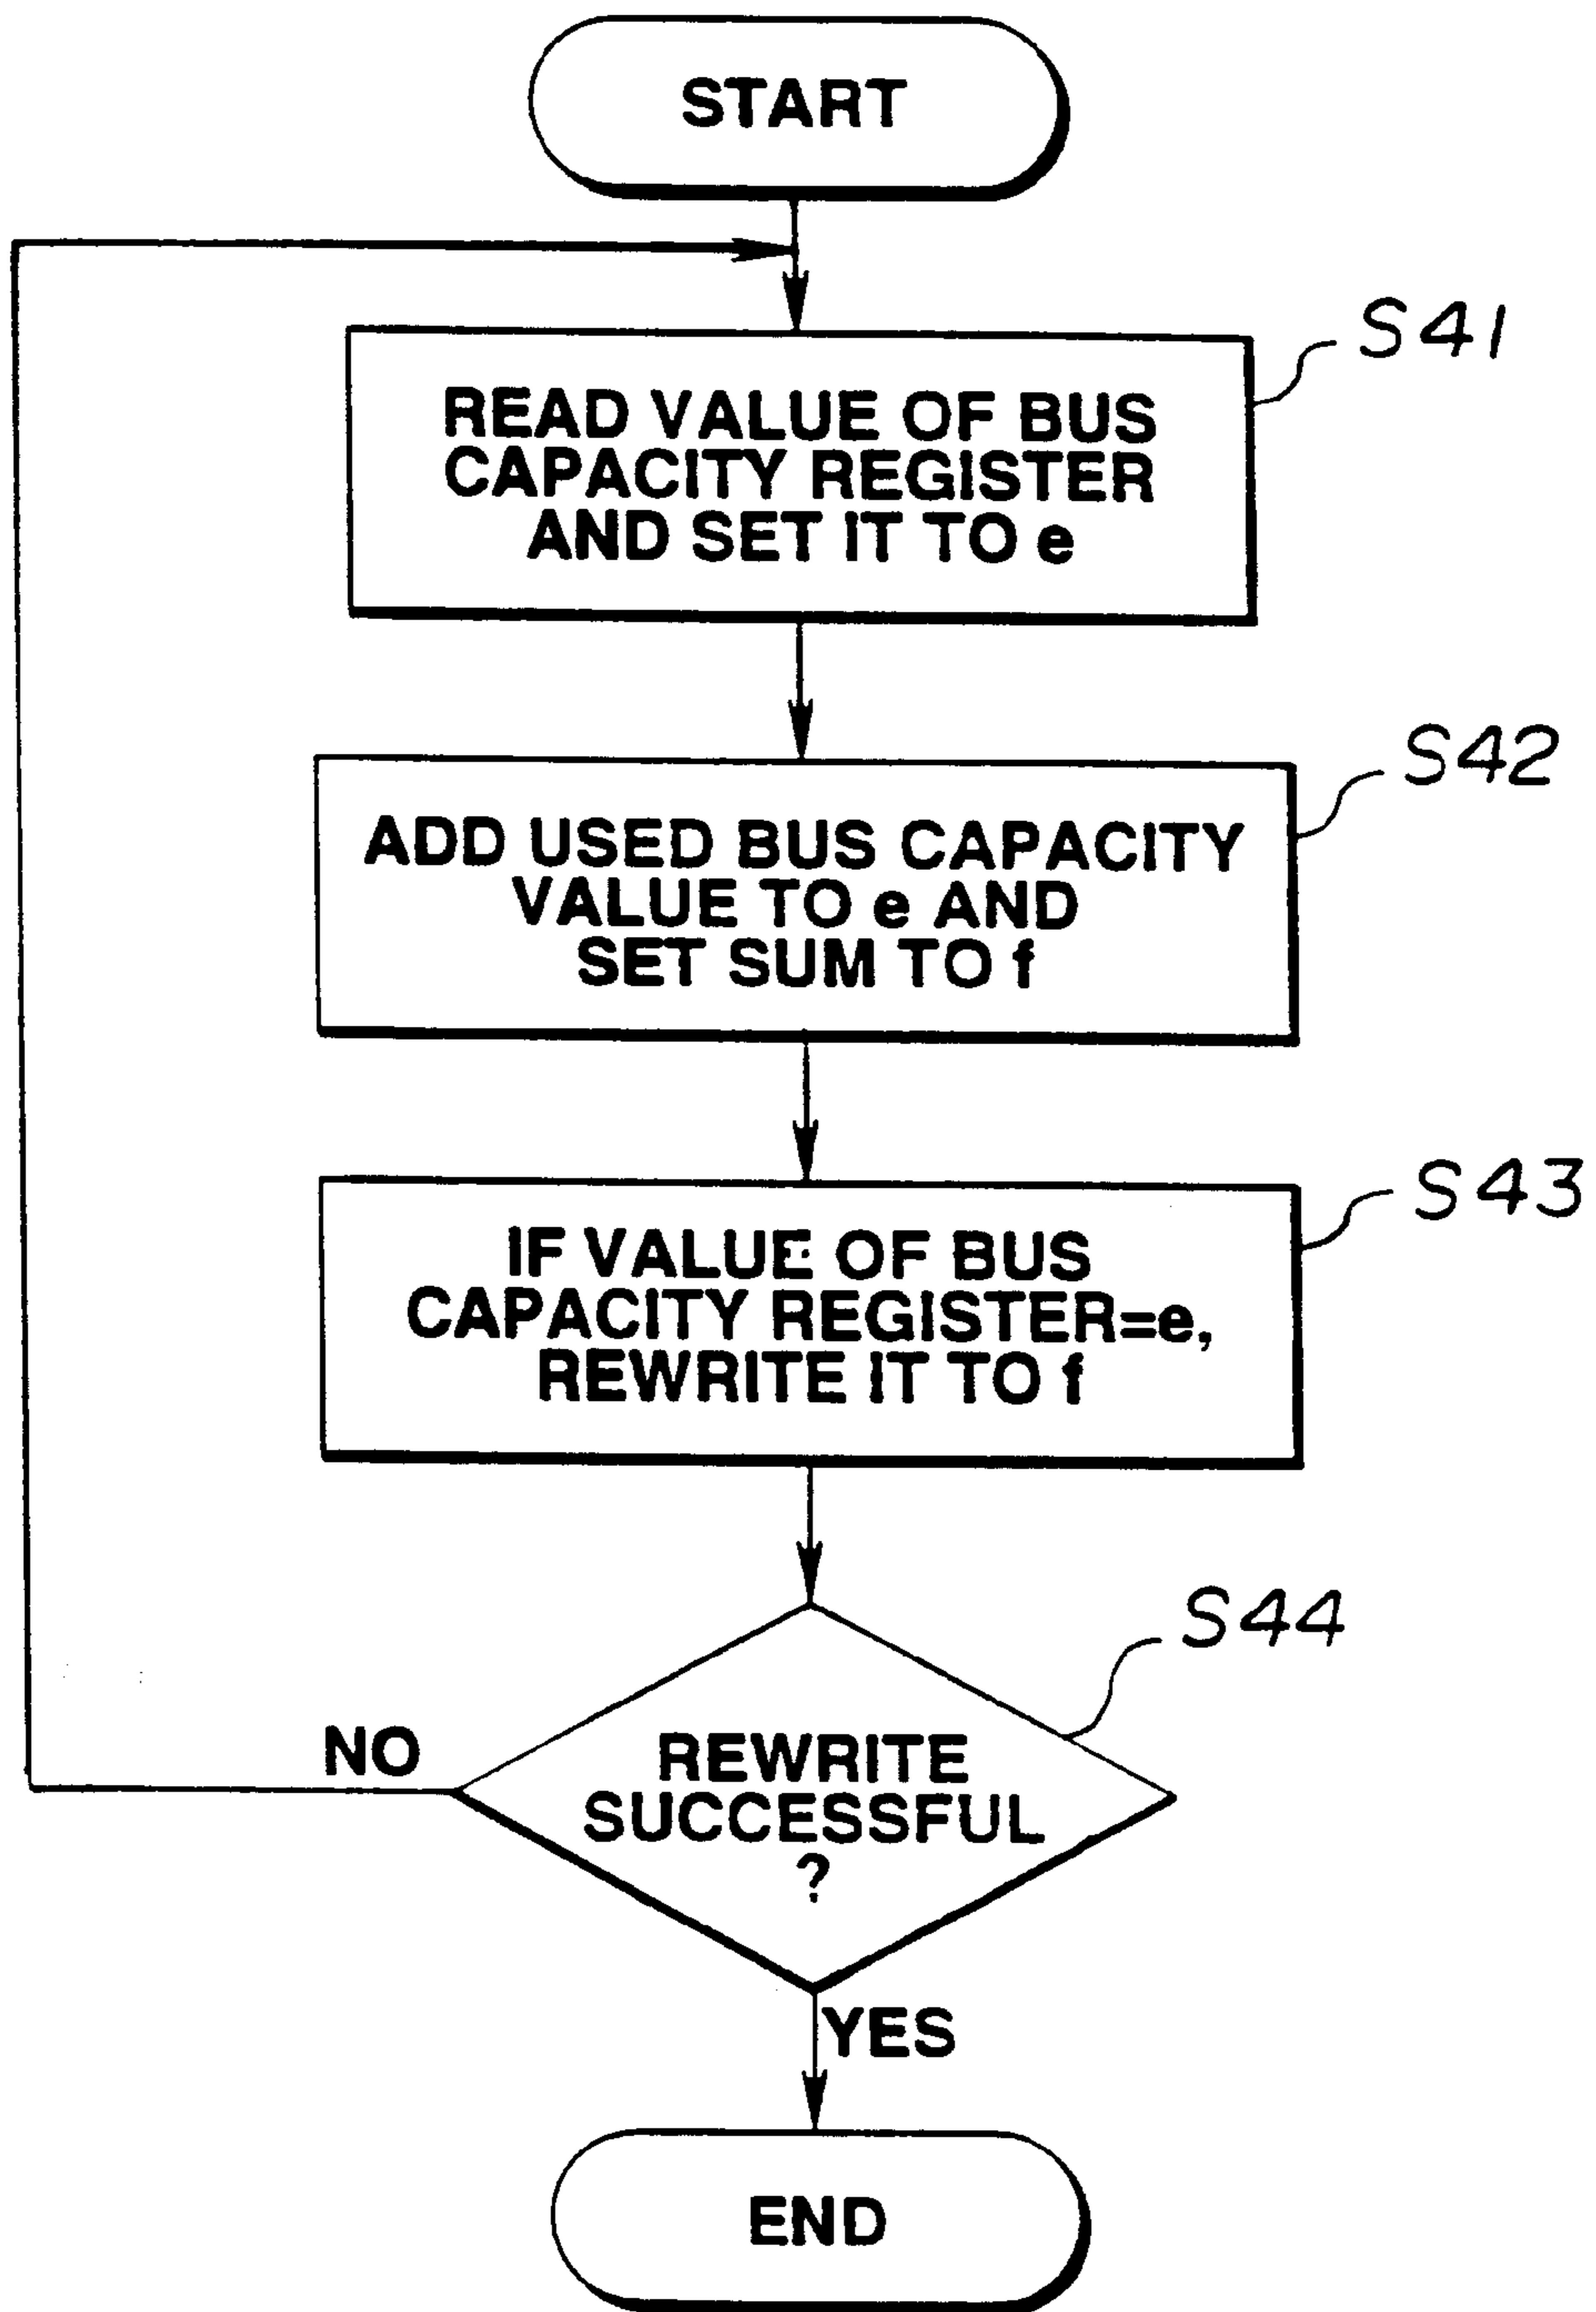 START
S41
READ VALUE OF BUS
CAPACITY REGISTER
AND SET IT TO e
S42
ADD USED BUS CAPACITY
VALUE TO e AND
SET SUM TO f
S43
IF VALUE OF BUS
CAPACITY REGISTER=e,
REWRITE IT TO f
S44
NO
REWRITE
SUCCESSFUL
?
YES
END